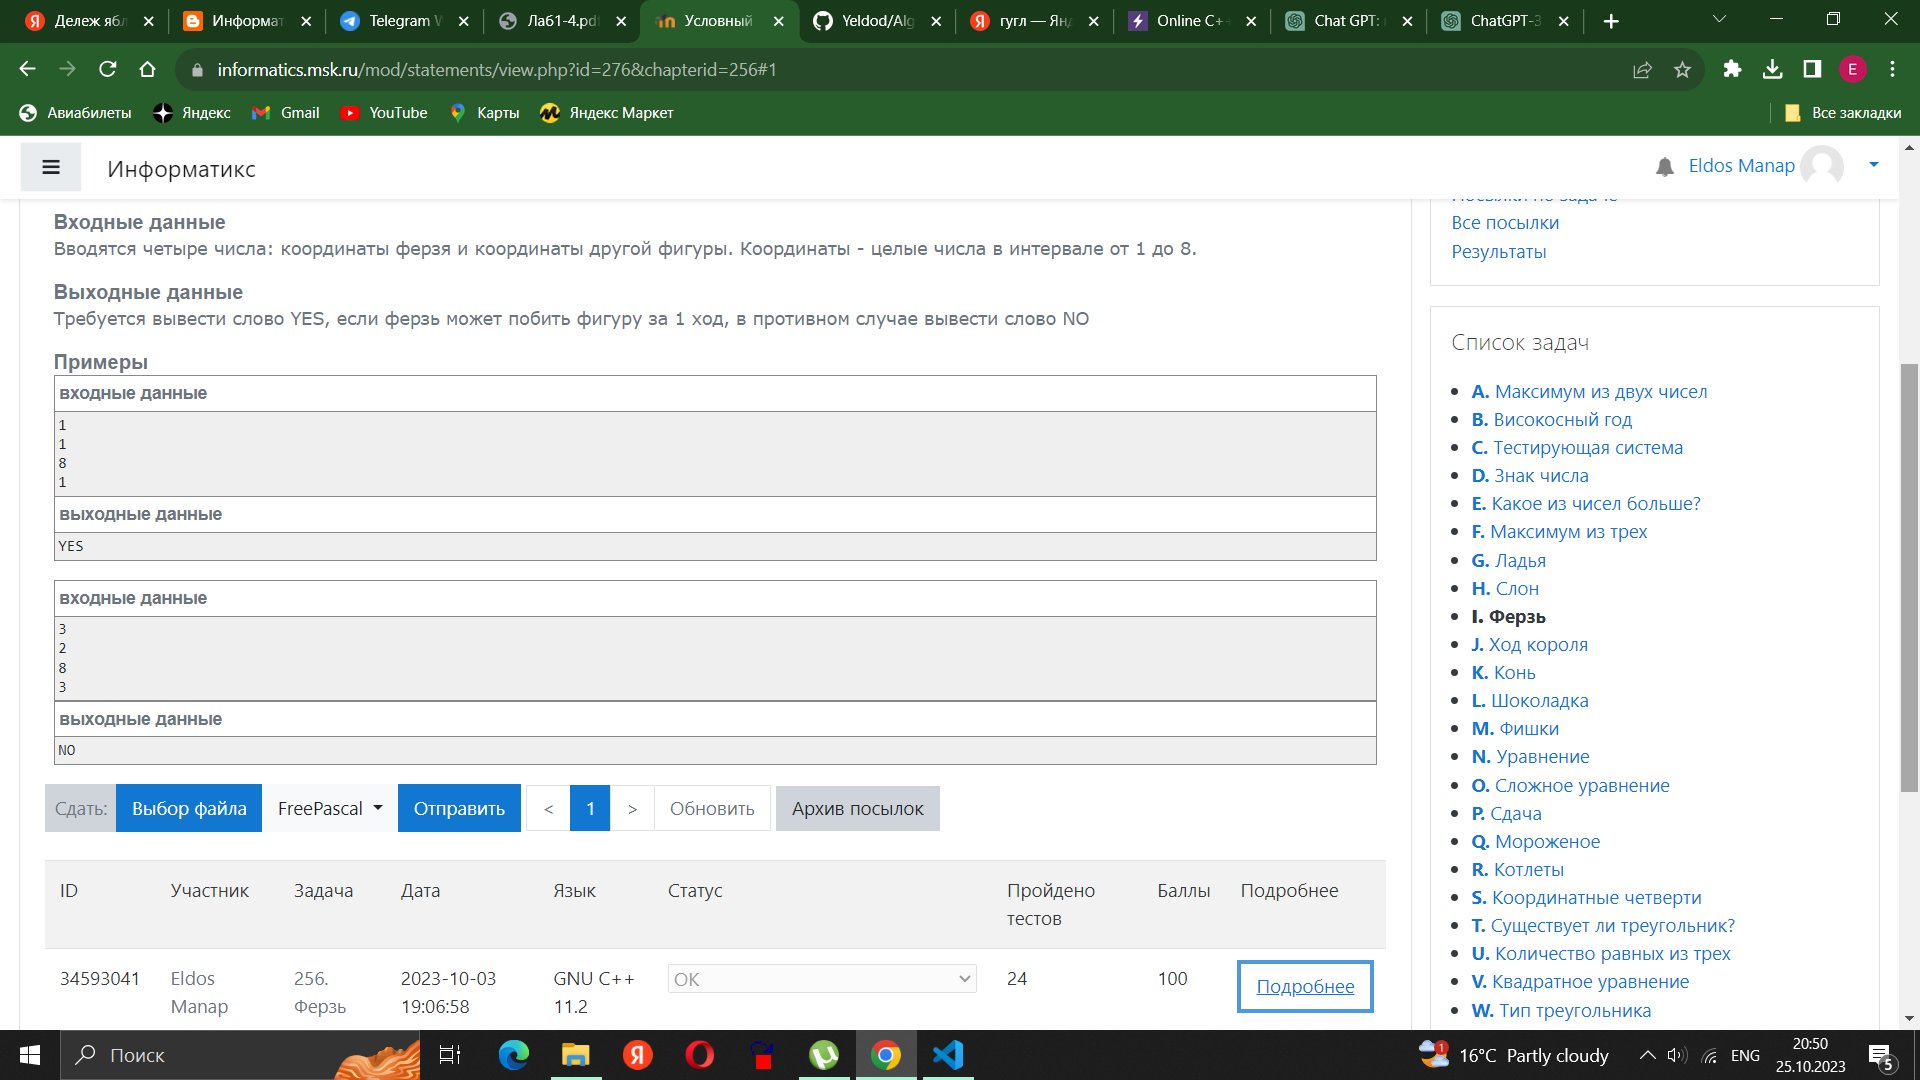 Дележ ябл
Информат
Telegram W
Лаб1-4.pdf
Условный
Yeldod/Alg
гугл — Янд
Online C++
Chat GPT:
ChatGPT-3
informatics.msk.ru/mod/statements/view.php?id=276&chapterid=256#1
E
Авиабилеты
Яндекс
Gmail
YouTube
Карты
Яндекс Маркет
Все закладки
Информатикс
Eldos Manap
Входные данные
Вводятся четыре числа: координаты ферзя и координаты другой фигуры. Координаты - целые числа в интервале от 1 до 8.
Выходные данные
Требуется вывести слово YES, если ферзь может побить фигуру за 1 ход, в противном случае вывести слово NO
Примеры
входные данные
1
1
8
1
выходные данные
YES
входные данные
3
2
8
3
выходные данные
NO
Сдать: Выбор файла FreePascal Отправить < 1 > Обновить Архив посылок
ID Участник Задача Дата Язык Статус Пройдено тестов Баллы Подробнее
34593041 Eldos Manap 256. Ферзь 2023-10-03 19:06:58 GNU C++ 11.2 OK 24 100 Подробнее
Посылки по задаче
Все посылки
Результаты
Список задач
A. Максимум из двух чисел
B. Високосный год
C. Тестирующая система
D. Знак числа
E. Какое из чисел больше?
F. Максимум из трех
G. Ладья
H. Слон
I. Ферзь
J. Ход короля
K. Конь
L. Шоколадка
M. Фишки
N. Уравнение
O. Сложное уравнение
P. Сдача
Q. Мороженое
R. Котлеты
S. Координатные четверти
T. Существует ли треугольник?
U. Количество равных из трех
V. Квадратное уравнение
W. Тип треугольника
Поиск
1
16°C Partly cloudy
ENG
20:50
25.10.2023
5